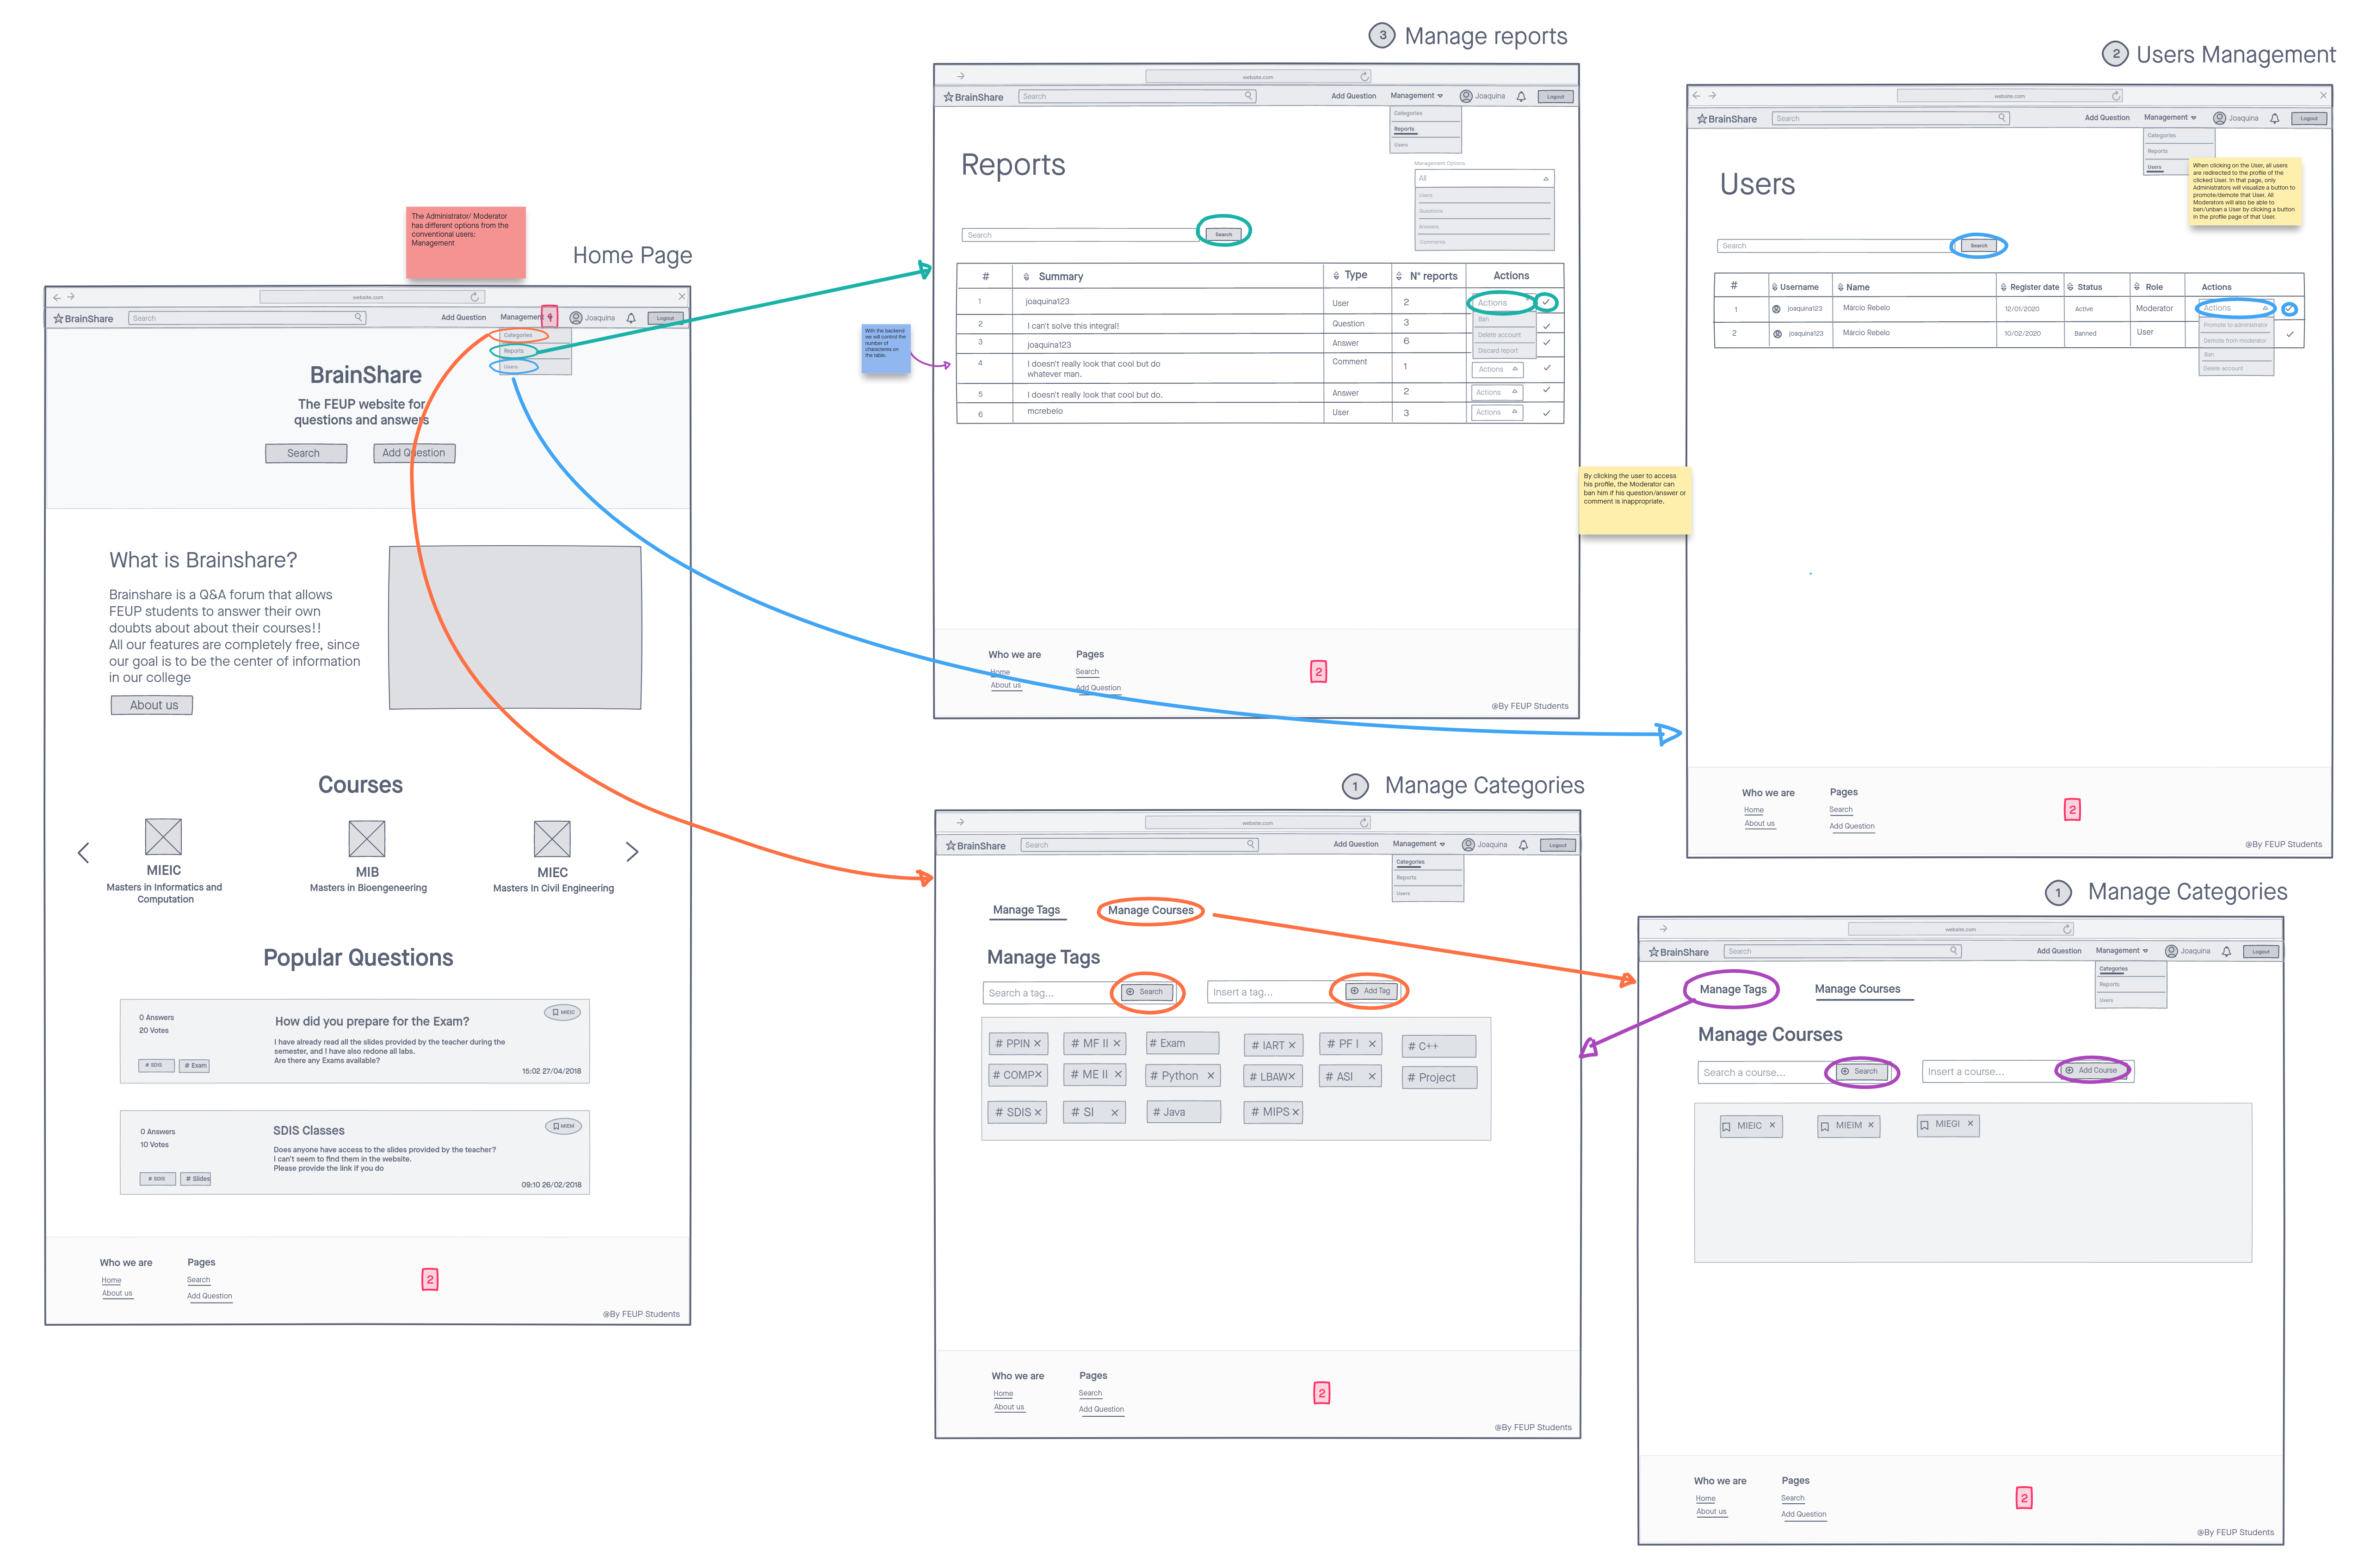 The Administrator/ Moderator
has different options from the
conventional users:
Management
Home Page
website.com
BrainShare
Search
Add Question
Management
1
Joaquina
Logout
Categories
Reports
Users
BrainShare
The FEUP website for
questions and answers
Search
Add Question
What is Brainshare?
Brainshare is a Q&A forum that allows
FEUP students to answer their own
doubts about about their courses!!
All our features are completely free, since
our goal is to be the center of information
in our college
About us
Courses
MIEIC
Masters in Informatics and
Computation
MIB
Masters in Bioengeneering
MIEC
Masters In Civil Engineering
Popular Questions
0 Answers
20 Votes
How did you prepare for the Exam?
MIEIC
I have already read all the slides provided by the teacher during the
semester, and I have also redone all labs.
Are there any Exams available?
# SDIS
# Exam
15:02 27/04/2018
0 Answers
10 Votes
SDIS Classes
MIEM
Does anyone have access to the slides provided by the teacher?
I can't seem to find them in the website.
Please provide the link if you do
# SDIS
# Slides
09:10 26/02/2018
Who we are
Home
About us
Pages
Search
Add Question
2
@By FEUP Students
3
Manage reports
website.com
BrainShare
Search
Add Question
Management
Joaquina
Logout
Categories
Reports
Users
Reports
Management Options
All
Users
Questions
Answers
Comments
Search
Search
# Summary Type N° reports Actions
1 joaquina123 User 2 Actions
Ban
Delete account
Discard report
2 I can't solve this integral! Question 3
3 joaquina123 Answer 6
4 I doesn't really look that cool but do
whatever man.
Comment 1 Actions
5 I doesn't really look that cool but do. Answer 2 Actions
6 mcrebelo User 3 Actions
With the backend
we will control the
number of
characteres on
the table.
By clicking the user to access
his profile, the Moderator can
ban him if his question/answer or
comment is inappropriate.
Who we are
Home
About us
Pages
Search
Add Question
2
@By FEUP Students
2
Users Management
website.com
BrainShare
Search
Add Question
Management
Joaquina
Logout
Categories
Reports
Users
When clicking on the User, all users
are redirected to the profile of the
clicked User. In that page, only
Administrators will visualize a button to
promote/demote that User. All
Moderators will also be able to
ban/unban a User by clicking a button
in the profile page of that User.
Users
Search
Search
# Username Name Register date Status Role Actions
1 joaquina123 Márcio Rebelo 12/01/2020 Active Moderator Actions
2 joaquina123 Márcio Rebelo 10/02/2020 Banned User
Promote to administrator
Demote from moderator
Ban
Delete account
Who we are
Home
About us
Pages
Search
Add Question
2
@By FEUP Students
1
Manage Categories
website.com
BrainShare
Search
Add Question
Management
Joaquina
Logout
Categories
Reports
Users
Manage Tags
Manage Courses
Manage Tags
Search a tag...
Search
Insert a tag...
Add Tag
# PPIN
# MF II
# Exam
# IART
# PF I
# C++
# COMP
# ME II
# Python
# LBAW
# ASI
# Project
# SDIS
# SI
# Java
# MIPS
Who we are
Home
About us
Pages
Search
Add Question
2
@By FEUP Students
1
Manage Categories
website.com
BrainShare
Search
Add Question
Management
Joaquina
Logout
Categories
Reports
Users
Manage Tags
Manage Courses
Manage Courses
Search a course...
Search
Insert a course...
Add Course
MIEIC
MIEIM
MIEGI
Who we are
Home
About us
Pages
Search
Add Question
2
@By FEUP Students